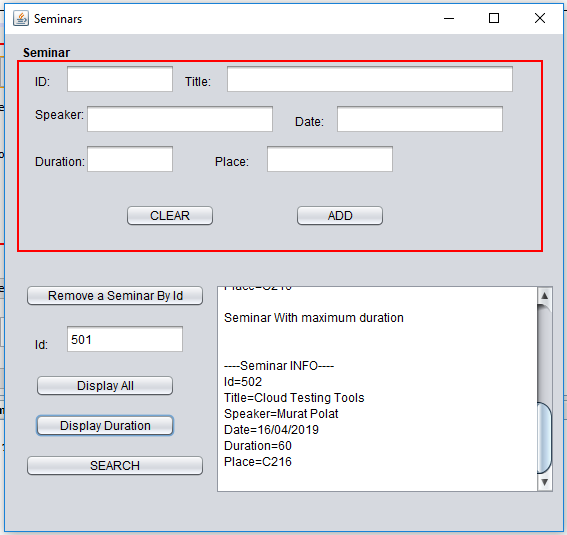 Seminars
Seminar
ID: Title:
Speaker: Date:
Duration: Place:
CLEAR ADD
Remove a Seminar By Id
Id: 501
Display All
Display Duration
SEARCH
Seminar With maximum duration
----Seminar INFO----
Id=502
Title=Cloud Testing Tools
Speaker=Murat Polat
Date=16/04/2019
Duration=60
Place=C216